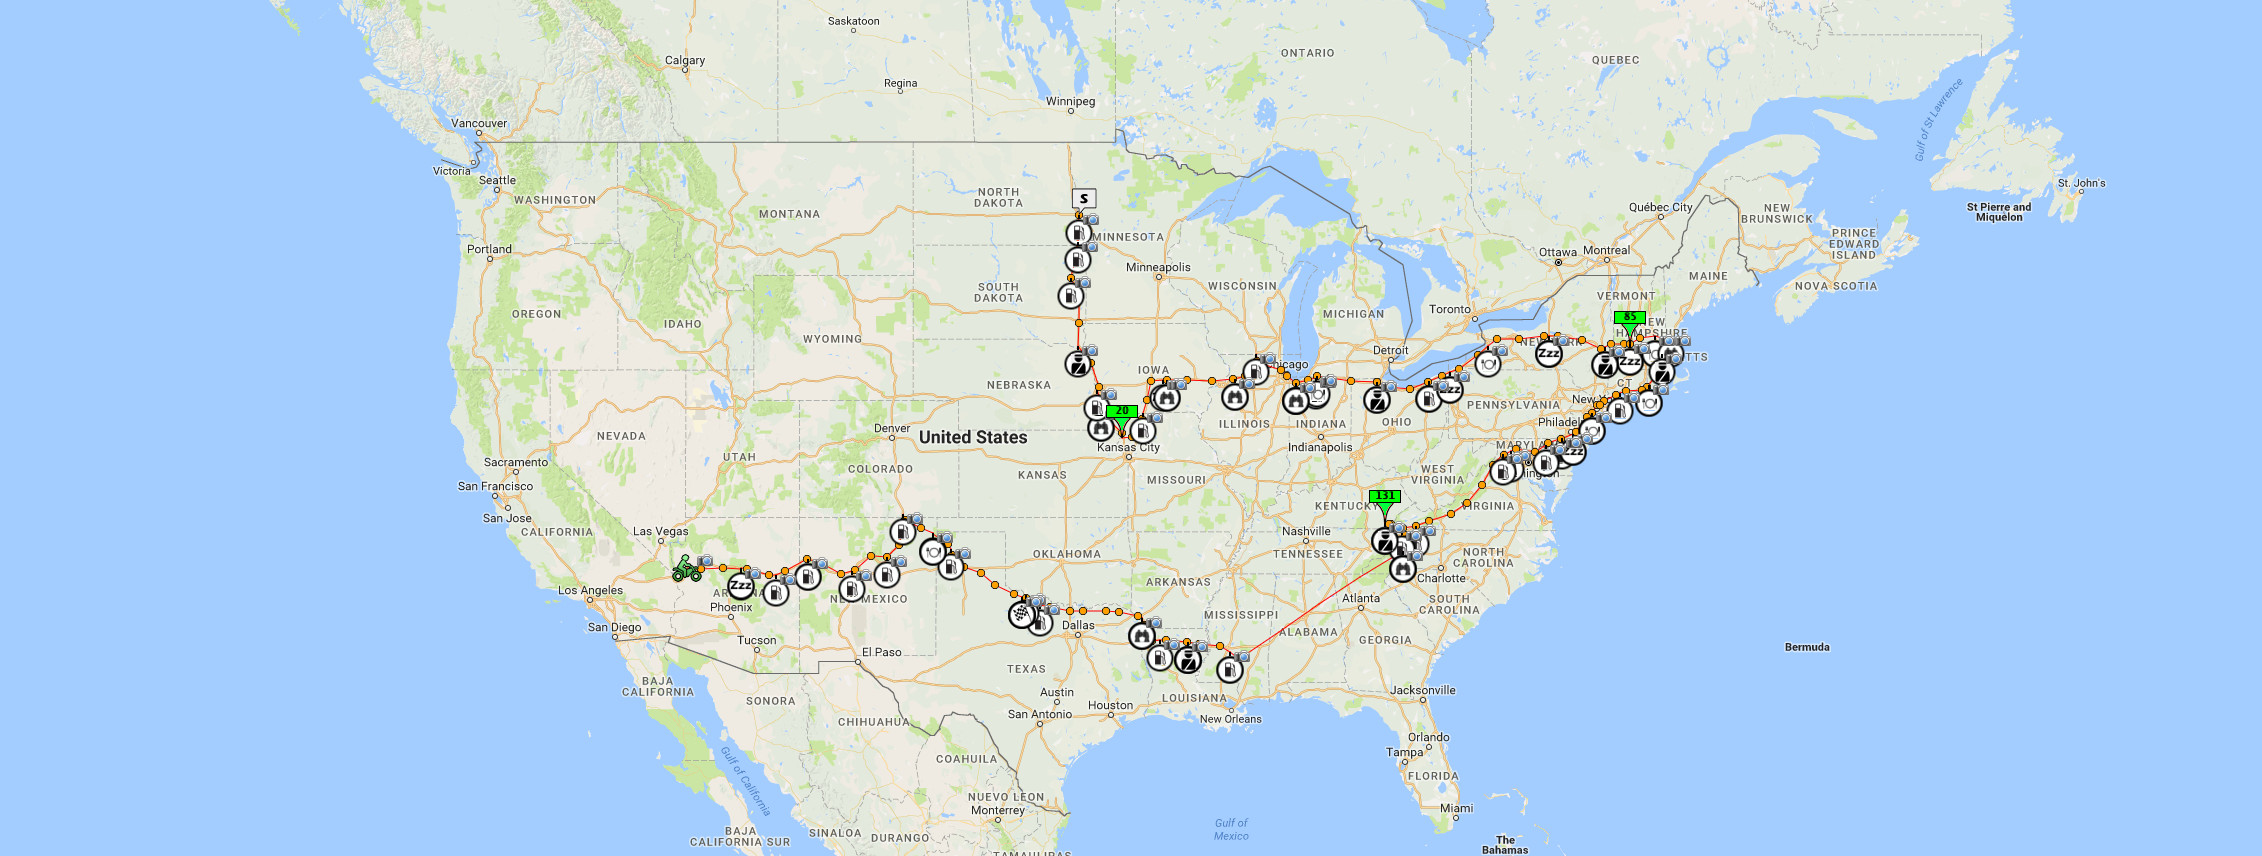 Saskatoon
Calgary
Regina
Winnipeg
ONTARIO
QUEBEC
Gulf of St Lawrence
Vancouver
Victoria
Seattle
WASHINGTON
MONTANA
NORTH
DAKOTA
S
MINNESOTA
Québec City
NEW
BRUNSWICK
St. John's
St Pierre and
Miquelon
PRINCE
EDWARD
ISLAND
Portland
Minneapolis
Ottawa
Montreal
MAINE
NOVA SCOTIA
OREGON
IDAHO
WYOMING
SOUTH
DAKOTA
WISCONSIN
MICHIGAN
Toronto
VERMONT
85
NEW
HAMPSHIRE
Detroit
Chicago
Zzz
Zzz
CT
IOWA
NEBRASKA
20
ILLINOIS
INDIANA
OHIO
PENNSYLVANIA
NEVADA
UTAH
Denver
COLORADO
United States
Kansas City
KANSAS
MISSOURI
Indianapolis
WEST
VIRGINIA
Sacramento
San Francisco
San Jose
CALIFORNIA
Las Vegas
131
KENTUCKY
Nashville
TENNESSEE
NORTH
CAROLINA
Charlotte
OKLAHOMA
ARKANSAS
Los Angeles
San Diego
Zzz
Phoenix
Tucson
El Paso
Dallas
MISSISSIPPI
ALABAMA
Atlanta
GEORGIA
SOUTH
CAROLINA
Bermuda
TEXAS
Austin
San Antonio
Houston
LOUISIANA
New Orleans
Jacksonville
BAJA
CALIFORNIA
SONORA
CHIHUAHUA
COAHUILA
Gulf of California
Orlando
Tampa
FLORIDA
Miami
NUEVO LEON
Monterrey
BAJA
CALIFORNIA SUR
SINALOA
DURANGO
TAMAULIPAS
Gulf of
Mexico
The
Bahamas